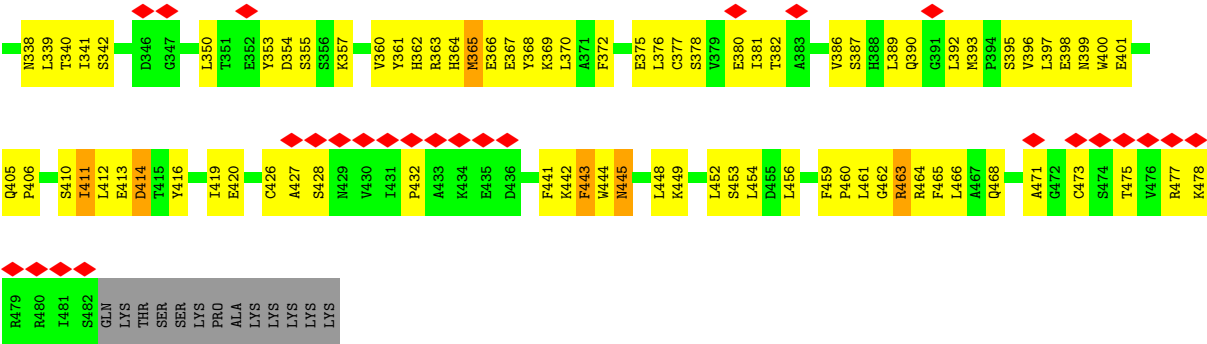 N338 L339 T340 I341 S342 D346 G347 L350 T351 E352 Y353 D354 S355 S356 K357 V360 Y361 H362 R363 H364 M365 E366 E367 Y368 K369 L370 A371 F372 E375 L376 C377 S378 V379 E380 I381 T382 A383 V386 S387 H388 L389 Q390 G391 L392 M393 P394 S395 V396 L397 E398 N399 W400 E401
Q405 P406 S410 I411 L412 E413 D414 T415 Y416 I419 E420 C426 A427 S428 N429 V430 I431 P432 A433 K434 E435 D436 F441 K442 F443 W444 N445 L448 K449 L452 S453 L454 D455 L456 F459 P460 L461 G462 R463 R464 F465 L466 A467 Q468 A471 G472 C473 S474 T475 V476 R477 K478
R479 R480 I481 S482 GLN LYS THR SER SER LYS PRO ALA LYS LYS LYS LYS LYS